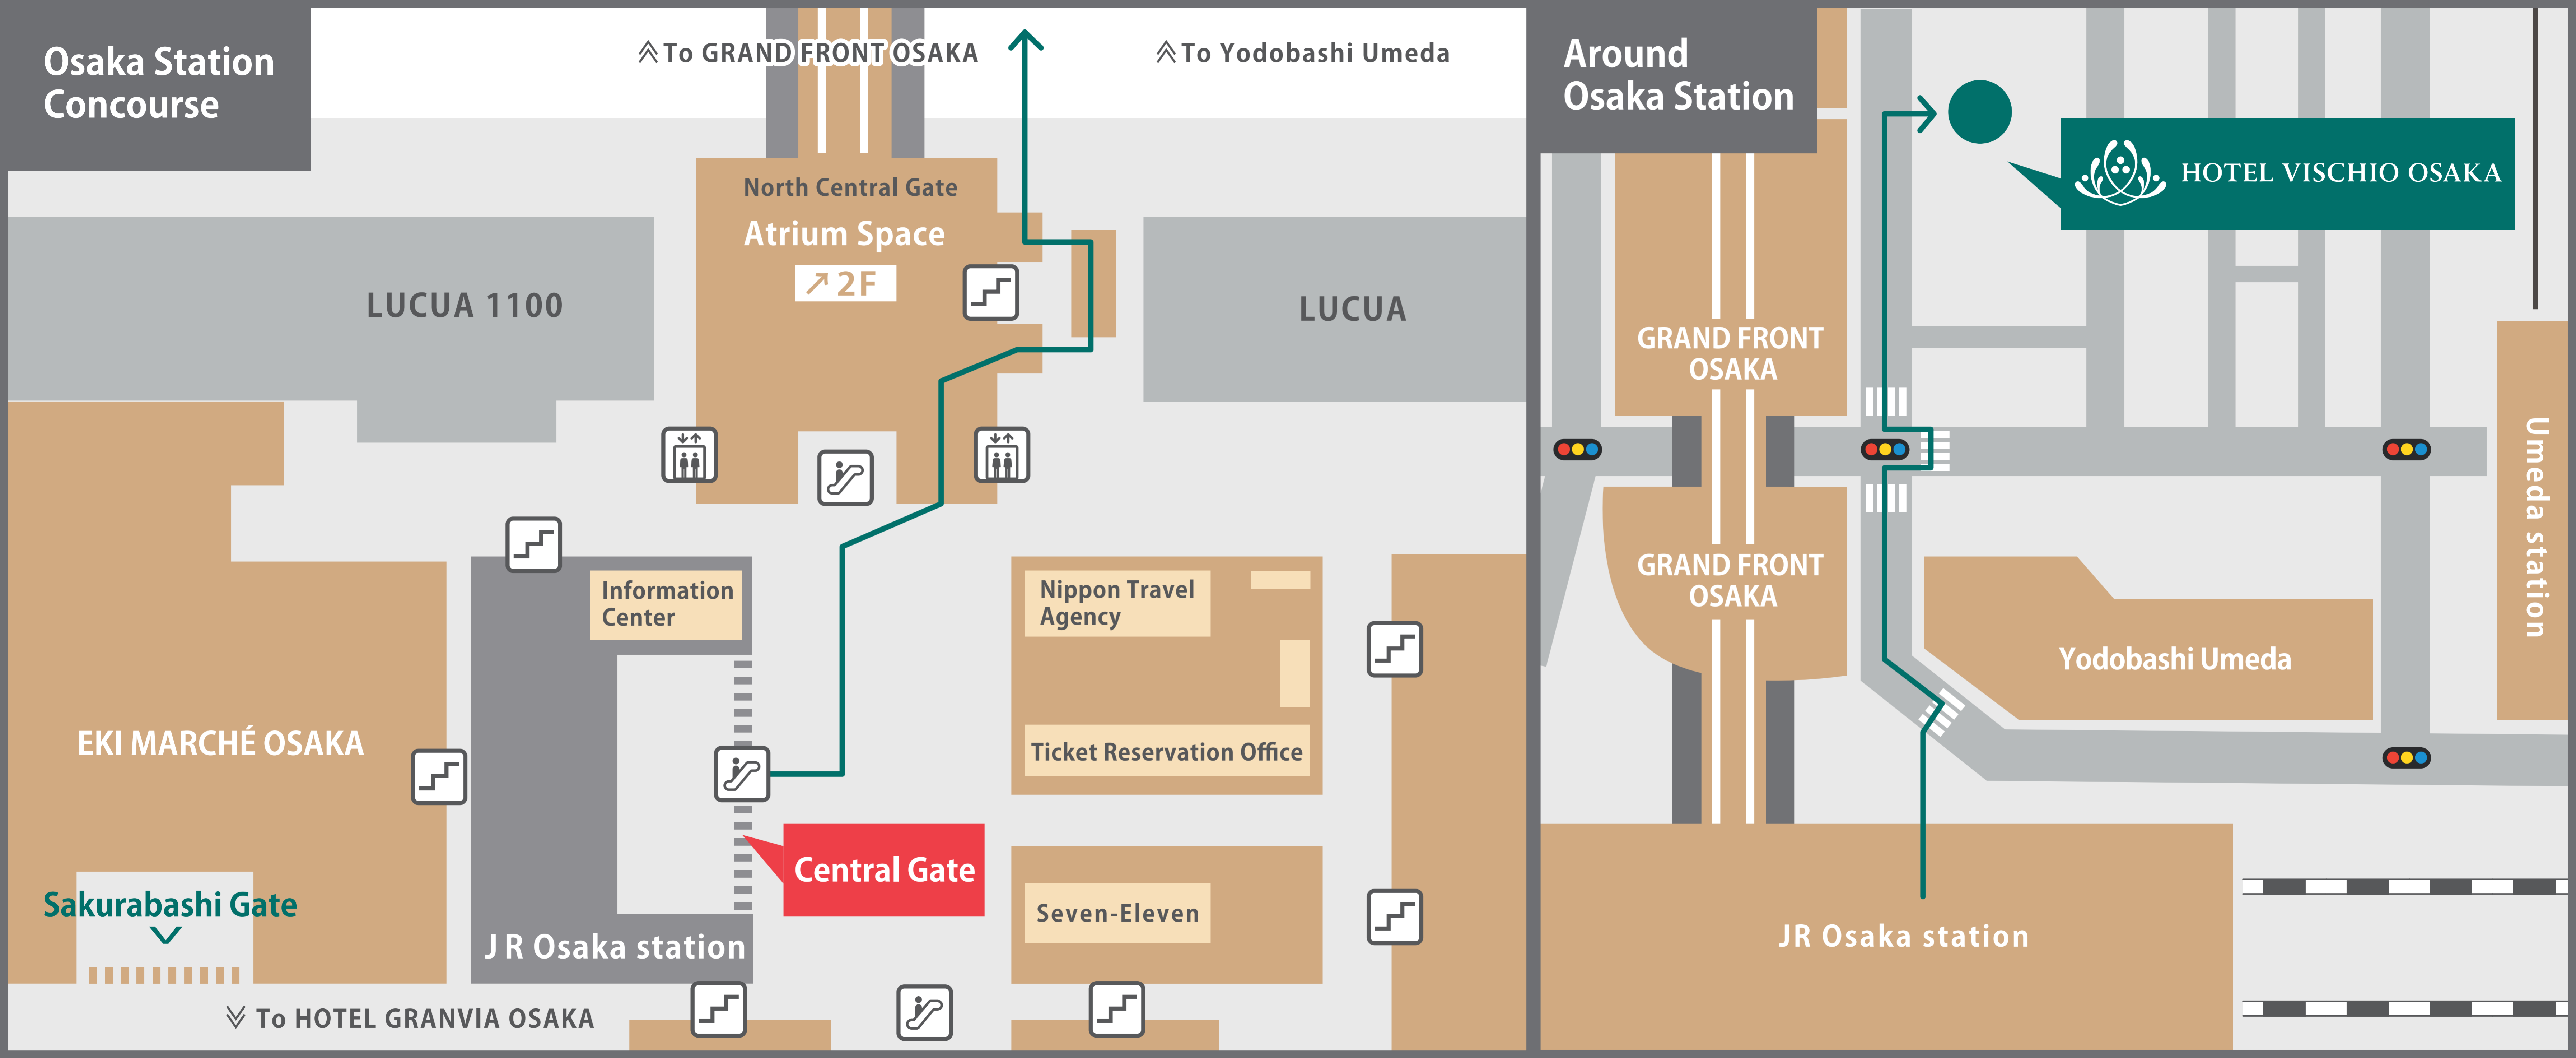 Osaka Station
Concourse
To GRAND FRONT OSAKA
To Yodobashi Umeda
North Central Gate
Atrium Space
2F
LUCUA 1100
LUCUA
Information
Center
Nippon Travel
Agency
EKI MARCHÉ OSAKA
Ticket Reservation Office
Central Gate
Sakurabashi Gate
Seven-Eleven
JR Osaka station
To HOTEL GRANVIA OSAKA
Around
Osaka Station
HOTEL VISCHIO OSAKA
GRAND FRONT
OSAKA
GRAND FRONT
OSAKA
Umeda station
Yodobashi Umeda
JR Osaka station